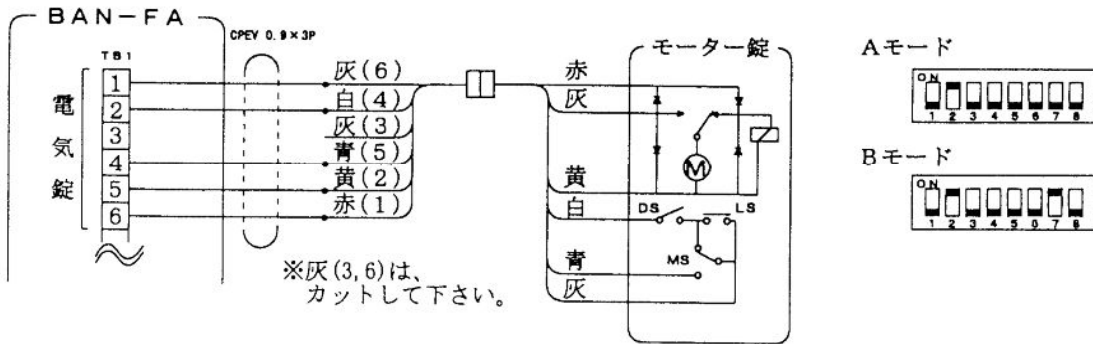 BAN-FA
CPEV 0.9×3P
TB1
電気錠
1
2
3
4
5
6
灰(6)
白(4)
灰(3)
青(5)
黄(2)
赤(1)
※灰(3,6)は、
カットして下さい。
モーター錠
赤
灰
黄
白
青
灰
M
DS
LS
MS
Aモード
ON
1 2 3 4 5 6 7 8
Bモード
ON
1 2 3 4 5 6 7 8